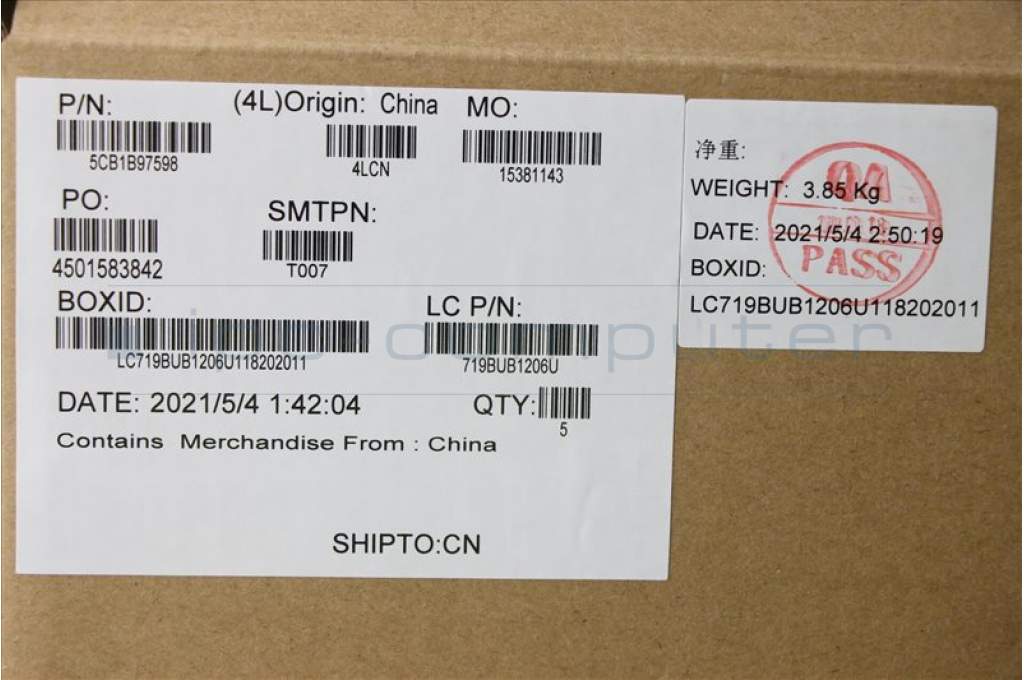 P/N: (4L)Origin: China MO:
5CB1B97598 4LCN 15381143
PO: SMTPN:
4501583842 T007
BOXID: LC P/N:
LC719BUB1206U118202011 719BUB1206U
DATE: 2021/5/4 1:42:04 QTY:
5
Contains Merchandise From : China
SHIPTO:CN
净重:
WEIGHT: 3.85 Kg
DATE: 2021/5/4 2:50:19
BOXID:
LC719BUB1206U118202011
QA
PASS
computer